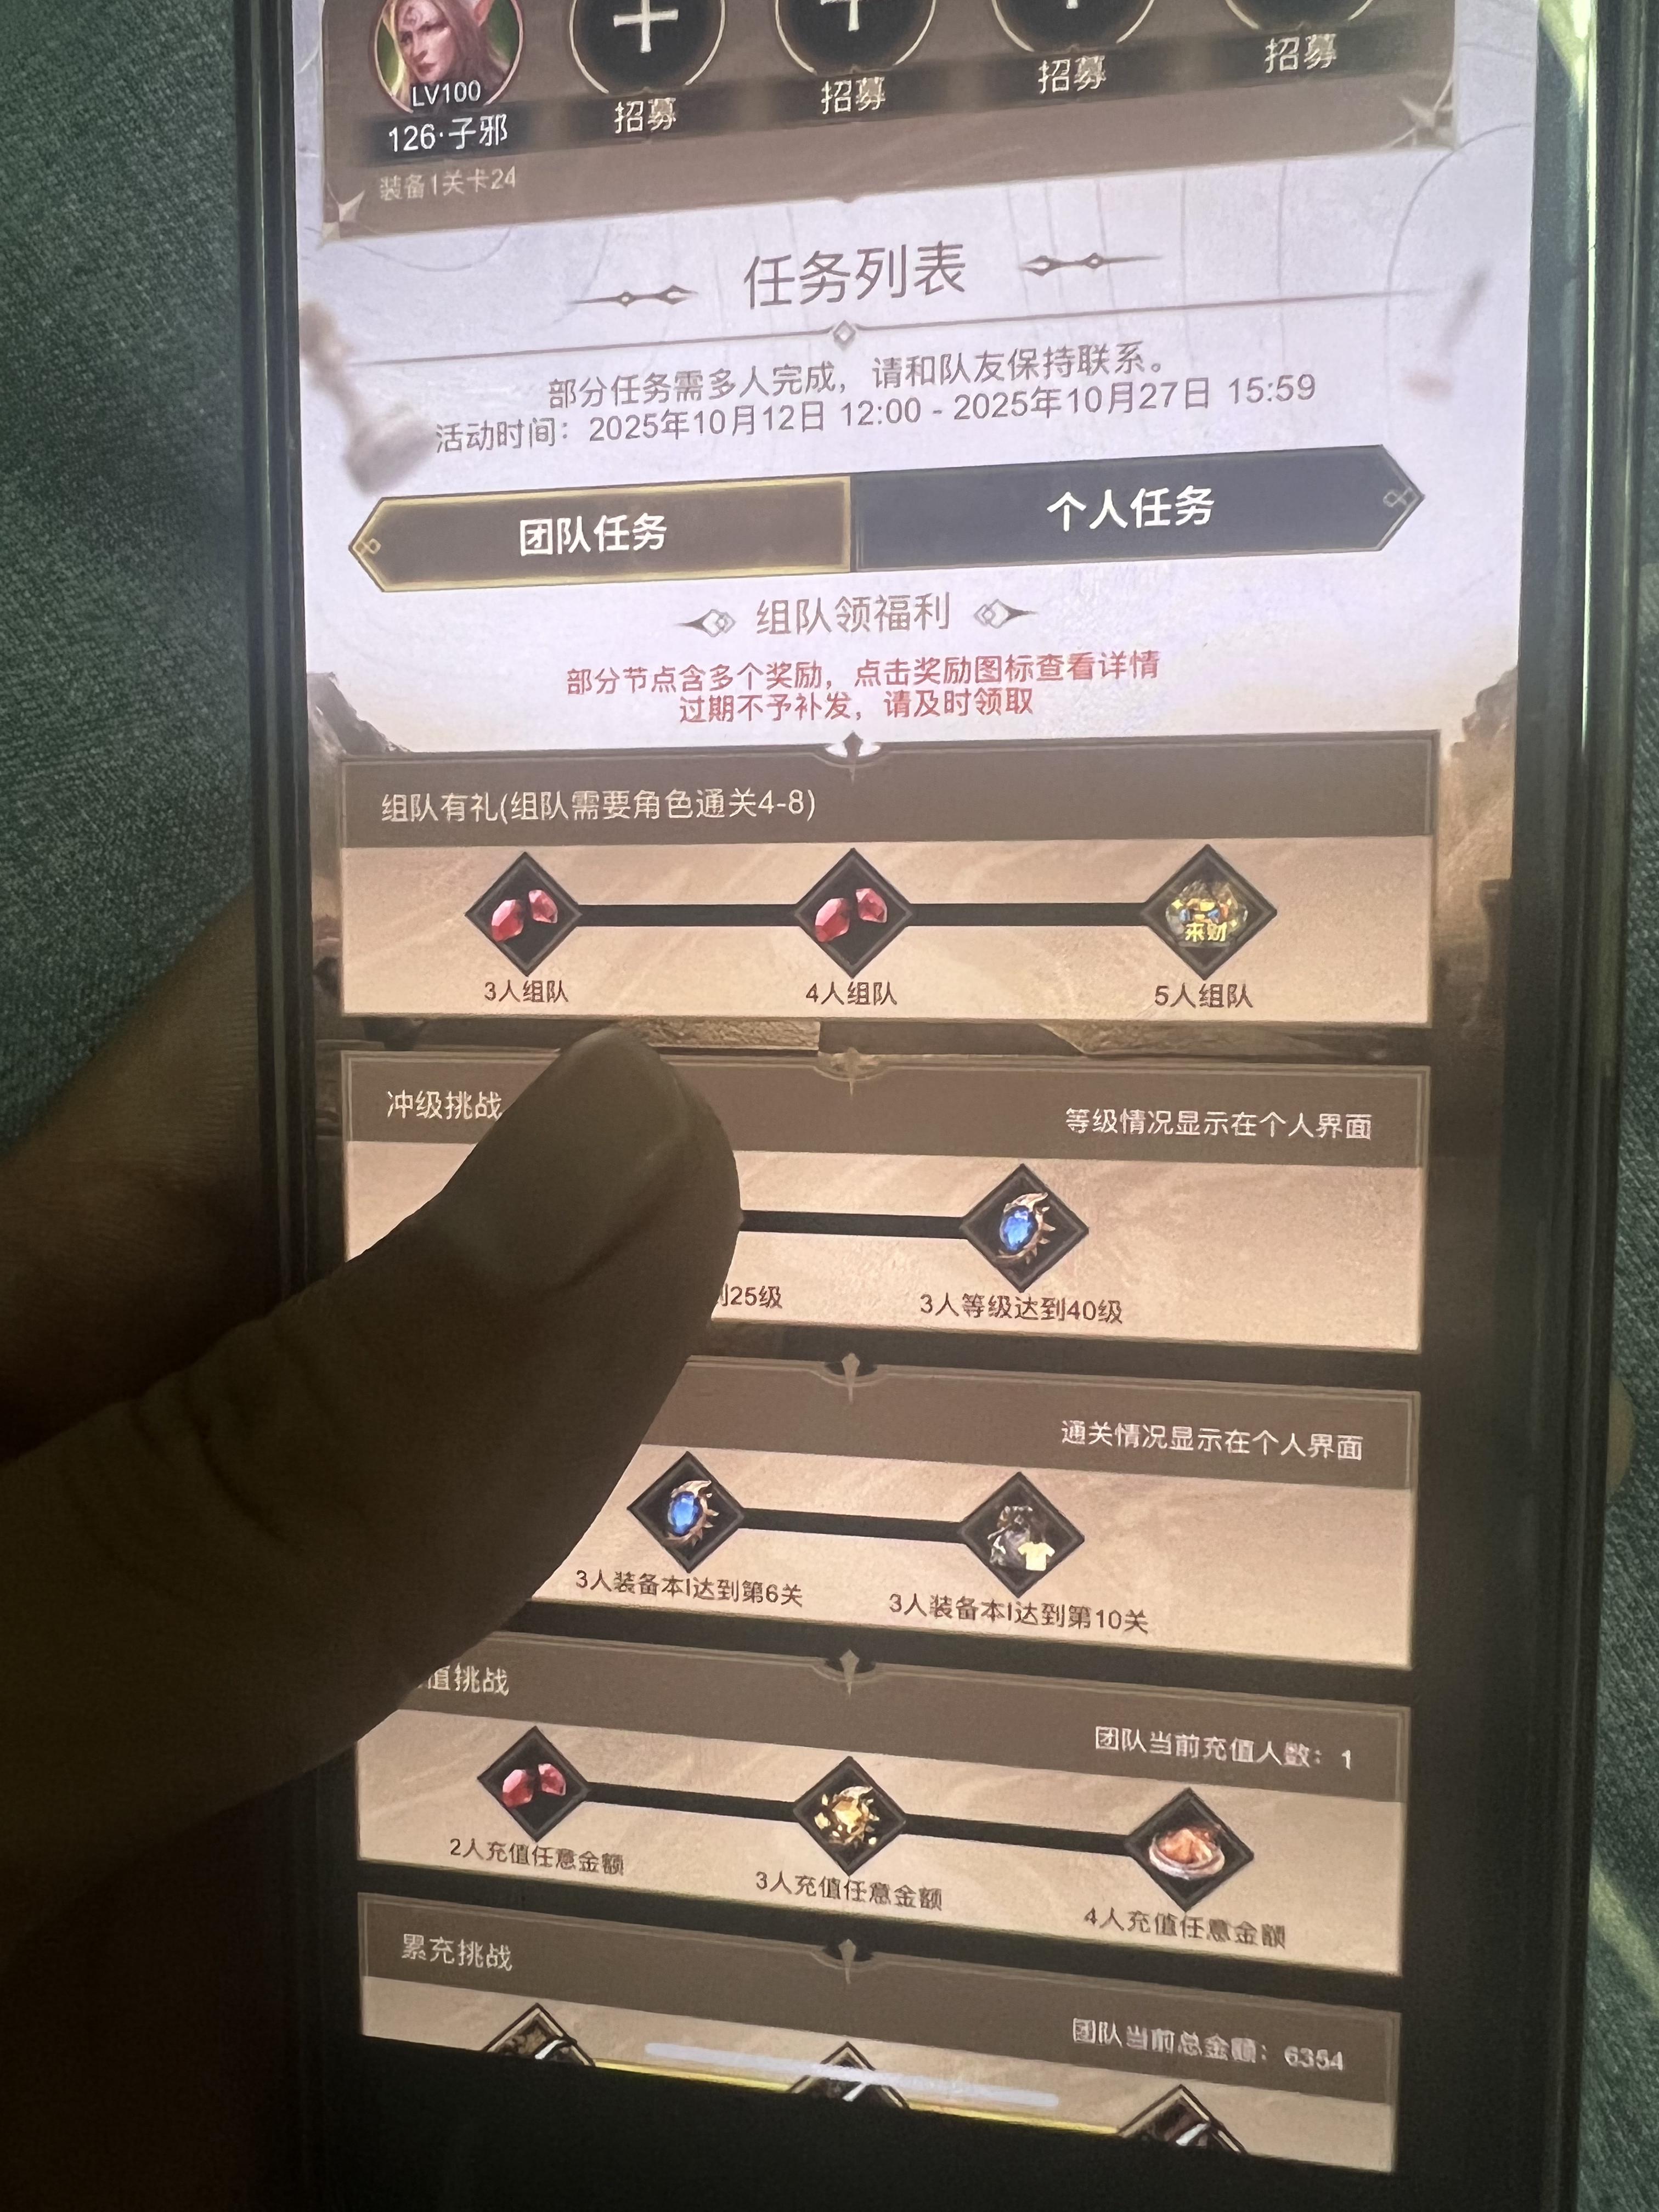 LV100
126·子邪
装备1关卡24
招募
招募
招募
招募
任务列表
部分任务需多人完成，请和队友保持联系。
活动时间：2025年10月12日 12:00 - 2025年10月27日 15:59
团队任务
个人任务
组队领福利
部分节点含多个奖励，点击奖励图标查看详情
过期不予补发，请及时领取
组队有礼(组队需要角色通关4-8)
来财
3人组队
4人组队
5人组队
冲级挑战
等级情况显示在个人界面
25级
3人等级达到40级
通关情况显示在个人界面
3人装备本I达到第6关
3人装备本I达到第10关
值挑战
团队当前充值人数：1
2人充值任意金额
3人充值任意金额
4人充值任意金额
累充挑战
团队当前总金额：6354